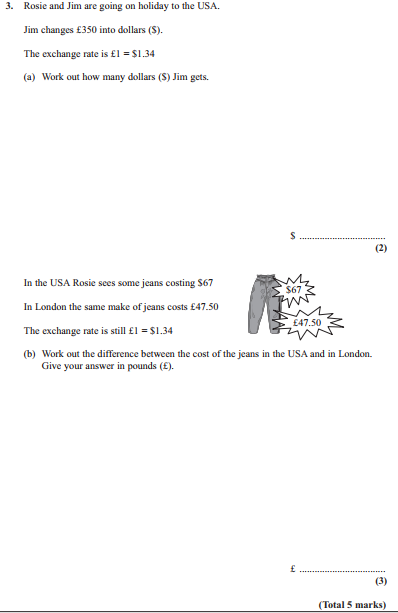 3. Rosie and Jim are going on holiday to the USA.
Jim changes £350 into dollars ($).
The exchange rate is £1 = $1.34
(a) Work out how many dollars ($) Jim gets.
$ ....................................
(2)
In the USA Rosie sees some jeans costing $67
In London the same make of jeans costs £47.50
The exchange rate is still £1 = $1.34
$67
£47.50
(b) Work out the difference between the cost of the jeans in the USA and in London.
Give your answer in pounds (£).
£ ....................................
(3)
(Total 5 marks)